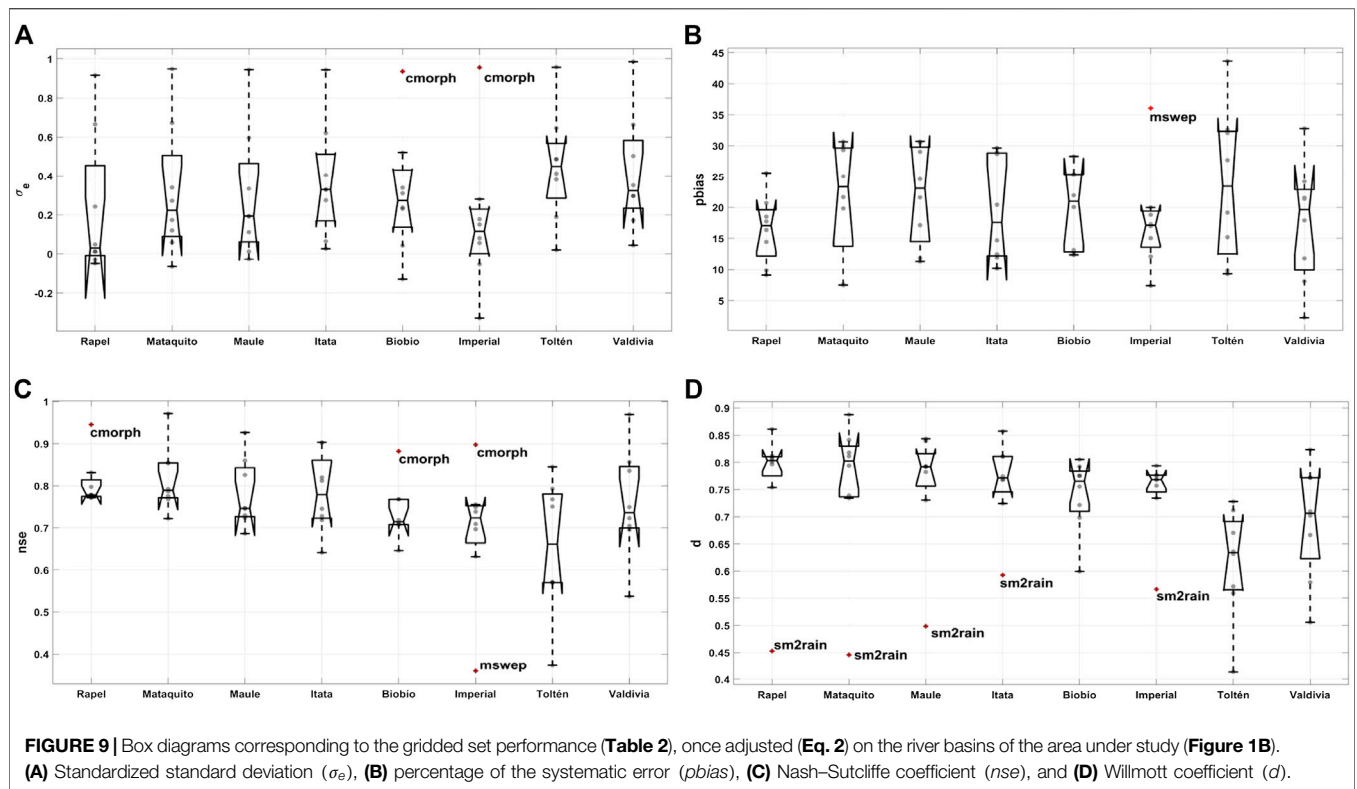 A
1
0.8
0.6
0.4
0.2
0
-0.2
σe
cmorph
cmorph
Rapel Mataquito Maule Itata Biobio Imperial Toltén Valdivia
B
45
40
35
30
25
20
15
10
5
pbias
mswep
Rapel Mataquito Maule Itata Biobio Imperial Toltén Valdivia
C
1
0.9
0.8
0.7
0.6
0.5
0.4
nse
cmorph
cmorph
cmorph
mswep
Rapel Mataquito Maule Itata Biobio Imperial Toltén Valdivia
D
0.9
0.85
0.8
0.75
0.7
0.65
0.6
0.55
0.5
0.45
0.4
d
sm2rain
sm2rain
sm2rain
sm2rain
sm2rain
Rapel Mataquito Maule Itata Biobio Imperial Toltén Valdivia
FIGURE 9 | Box diagrams corresponding to the gridded set performance (Table 2), once adjusted (Eq. 2) on the river basins of the area under study (Figure 1B).
(A) Standardized standard deviation (σe), (B) percentage of the systematic error (pbias), (C) Nash–Sutcliffe coefficient (nse), and (D) Willmott coefficient (d).